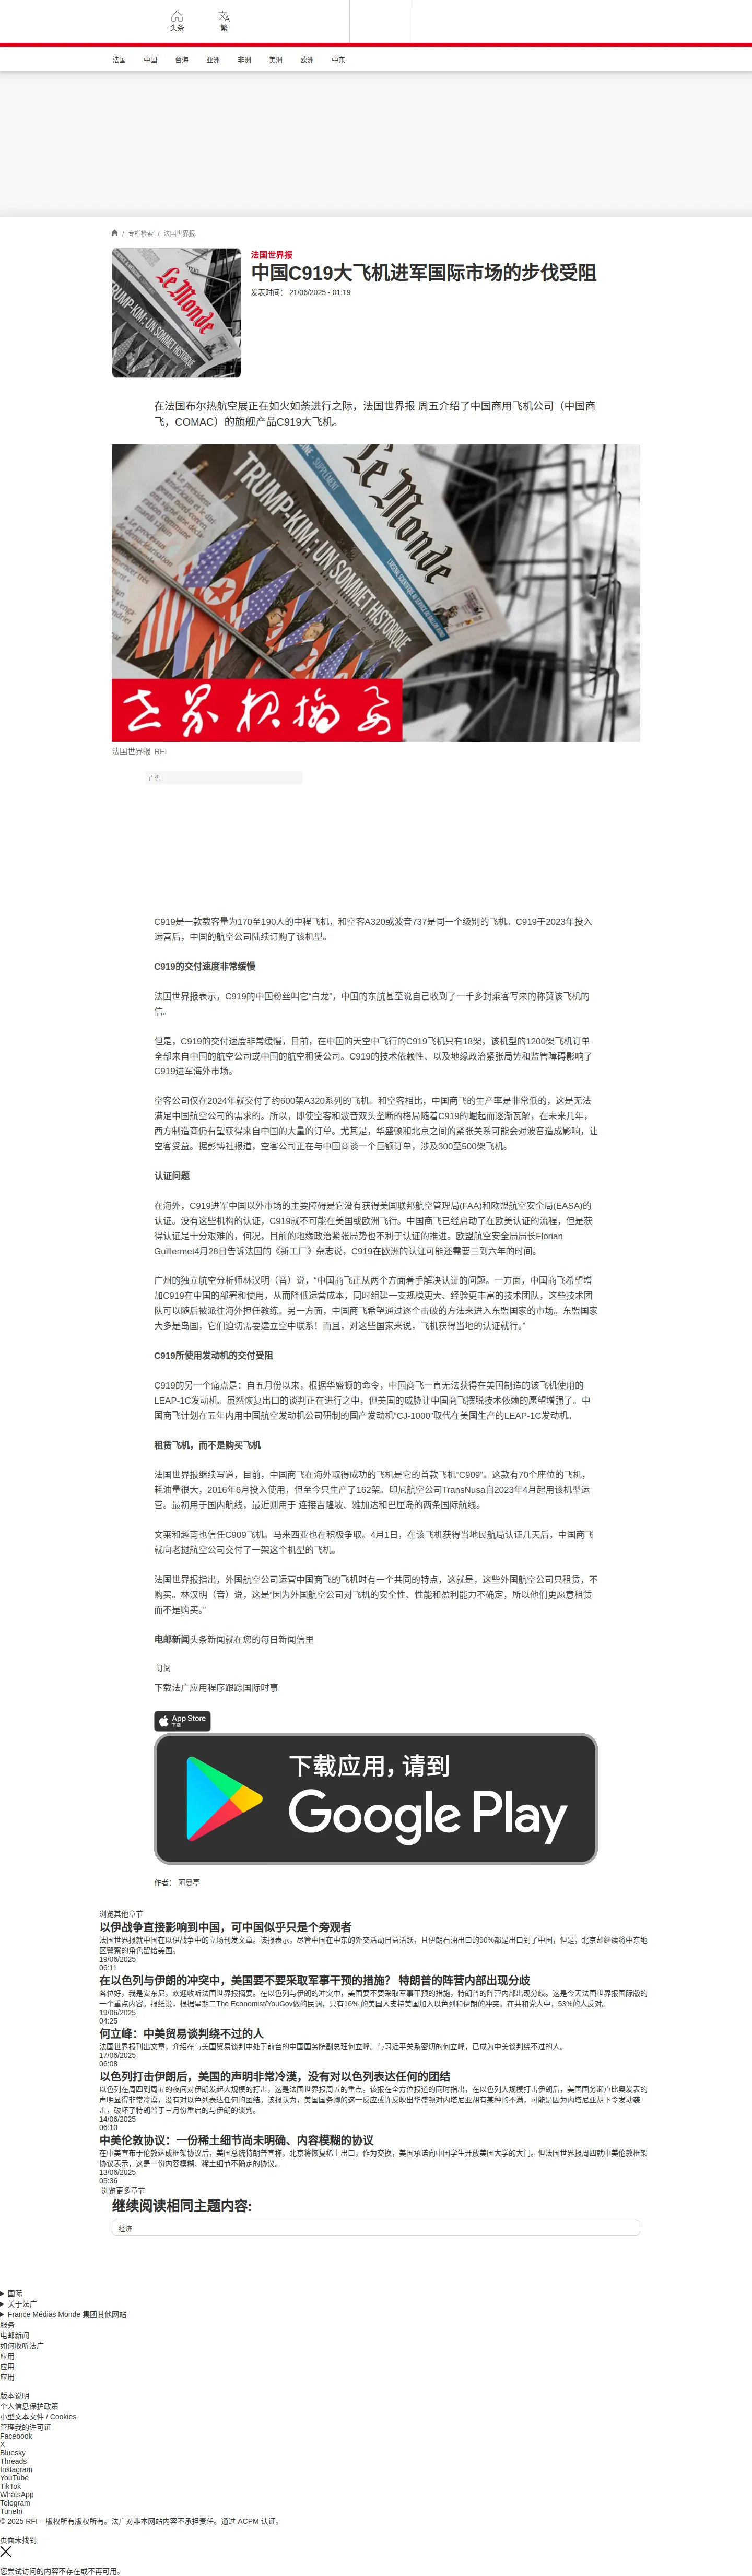 头条
繁
法国 中国 台海 亚洲 非洲 美洲 欧洲 中东
/ 专栏检索 / 法国世界报
法国世界报
中国C919大飞机进军国际市场的步伐受阻
发表时间： 21/06/2025 - 01:19
Le Monde
TRUMP-KIM : UN SOMMET HISTORIQUE
在法国布尔热航空展正在如火如荼进行之际，法国世界报 周五介绍了中国商用飞机公司（中国商
飞，COMAC）的旗舰产品C919大飞机。
Le Monde
TRUMP-KIM : UN SOMMET HISTORIQUE
世界报摘要
法国世界报 RFI
广告
C919是一款载客量为170至190人的中程飞机，和空客A320或波音737是同一个级别的飞机。C919于2023年投入
运营后，中国的航空公司陆续订购了该机型。
C919的交付速度非常缓慢
法国世界报表示，C919的中国粉丝叫它“白龙”，中国的东航甚至说自己收到了一千多封乘客写来的称赞该飞机的
信。
但是，C919的交付速度非常缓慢，目前，在中国的天空中飞行的C919飞机只有18架，该机型的1200架飞机订单
全部来自中国的航空公司或中国的航空租赁公司。C919的技术依赖性、以及地缘政治紧张局势和监管障碍影响了
C919进军海外市场。
空客公司仅在2024年就交付了约600架A320系列的飞机。和空客相比，中国商飞的生产率是非常低的，这是无法
满足中国航空公司的需求的。所以，即使空客和波音双头垄断的格局随着C919的崛起而逐渐瓦解，在未来几年，
西方制造商仍有望获得来自中国的大量的订单。尤其是，华盛顿和北京之间的紧张关系可能会对波音造成影响，让
空客受益。据彭博社报道，空客公司正在与中国商谈一个巨额订单，涉及300至500架飞机。
认证问题
在海外，C919进军中国以外市场的主要障碍是它没有获得美国联邦航空管理局(FAA)和欧盟航空安全局(EASA)的
认证。没有这些机构的认证，C919就不可能在美国或欧洲飞行。中国商飞已经启动了在欧美认证的流程，但是获
得认证是十分艰难的，何况，目前的地缘政治紧张局势也不利于认证的推进。欧盟航空安全局局长Florian
Guillermet4月28日告诉法国的《新工厂》杂志说，C919在欧洲的认证可能还需要三到六年的时间。
广州的独立航空分析师林汉明（音）说，“中国商飞正从两个方面着手解决认证的问题。一方面，中国商飞希望增
加C919在中国的部署和使用，从而降低运营成本，同时组建一支规模更大、经验更丰富的技术团队，这些技术团
队可以随后被派往海外担任教练。另一方面，中国商飞希望通过逐个击破的方法来进入东盟国家的市场。东盟国家
大多是岛国，它们迫切需要建立空中联系！而且，对这些国家来说，飞机获得当地的认证就行。”
C919所使用发动机的交付受阻
C919的另一个痛点是：自五月份以来，根据华盛顿的命令，中国商飞一直无法获得在美国制造的该飞机使用的
LEAP-1C发动机。虽然恢复出口的谈判正在进行之中，但美国的威胁让中国商飞摆脱技术依赖的愿望增强了。中
国商飞计划在五年内用中国航空发动机公司研制的国产发动机“CJ-1000”取代在美国生产的LEAP-1C发动机。
租赁飞机，而不是购买飞机
法国世界报继续写道，目前，中国商飞在海外取得成功的飞机是它的首款飞机“C909”。这款有70个座位的飞机，
耗油量很大，2016年6月投入使用，但至今只生产了162架。印尼航空公司TransNusa自2023年4月起用该机型运
营。最初用于国内航线，最近则用于 连接吉隆坡、雅加达和巴厘岛的两条国际航线。
文莱和越南也信任C909飞机。马来西亚也在积极争取。4月1日，在该飞机获得当地民航局认证几天后，中国商飞
就向老挝航空公司交付了一架这个机型的飞机。
法国世界报指出，外国航空公司运营中国商飞的飞机时有一个共同的特点，这就是，这些外国航空公司只租赁，不
购买。林汉明（音）说，这是“因为外国航空公司对飞机的安全性、性能和盈利能力不确定，所以他们更愿意租赁
而不是购买。”
电邮新闻头条新闻就在您的每日新闻信里
订阅
下载法广应用程序跟踪国际时事
App Store
下载
下载应用，请到
Google Play
作者： 阿曼亭
浏览其他章节
以伊战争直接影响到中国，可中国似乎只是个旁观者
法国世界报就中国在以伊战争中的立场刊发文章。该报表示，尽管中国在中东的外交活动日益活跃，且伊朗石油出口的90%都是出口到了中国，但是，北京却继续将中东地
区警察的角色留给美国。
19/06/2025
06:11
在以色列与伊朗的冲突中，美国要不要采取军事干预的措施？ 特朗普的阵营内部出现分歧
各位好，我是安东尼，欢迎收听法国世界报摘要。在以色列与伊朗的冲突中，美国要不要采取军事干预的措施，特朗普的阵营内部出现分歧。这是今天法国世界报国际版的
一个重点内容。报纸说，根据星期二The Economist/YouGov做的民调，只有16% 的美国人支持美国加入以色列和伊朗的冲突。在共和党人中，53%的人反对。
19/06/2025
04:25
何立峰：中美贸易谈判绕不过的人
法国世界报刊出文章，介绍在与美国贸易谈判中处于前台的中国国务院副总理何立峰。与习近平关系密切的何立峰，已成为中美谈判绕不过的人。
17/06/2025
06:08
以色列打击伊朗后，美国的声明非常冷漠，没有对以色列表达任何的团结
以色列在周四到周五的夜间对伊朗发起大规模的打击，这是法国世界报周五的重点。该报在全方位报道的同时指出，在以色列大规模打击伊朗后，美国国务卿卢比奥发表的
声明显得非常冷漠，没有对以色列表达任何的团结。该报认为，美国国务卿的这一反应或许反映出华盛顿对内塔尼亚胡有某种的不满，可能是因为内塔尼亚胡下令发动袭
击，破坏了特朗普于三月份重启的与伊朗的谈判。
14/06/2025
06:10
中美伦敦协议：一份稀土细节尚未明确、内容模糊的协议
在中美宣布于伦敦达成框架协议后，美国总统特朗普宣称，北京将恢复稀土出口，作为交换，美国承诺向中国学生开放美国大学的大门。但法国世界报周四就中美伦敦框架
协议表示，这是一份内容模糊、稀土细节不确定的协议。
13/06/2025
05:36
浏览更多章节
继续阅读相同主题内容:
经济
国际
关于法广
France Médias Monde 集团其他网站
服务
电邮新闻
如何收听法广
应用
应用
应用
版本说明
个人信息保护政策
小型文本文件 / Cookies
管理我的许可证
Facebook
X
Bluesky
Threads
Instagram
YouTube
TikTok
WhatsApp
Telegram
TuneIn
© 2025 RFI – 版权所有版权所有。法广对非本网站内容不承担责任。通过 ACPM 认证。
页面未找到
您尝试访问的内容不存在或不再可用。